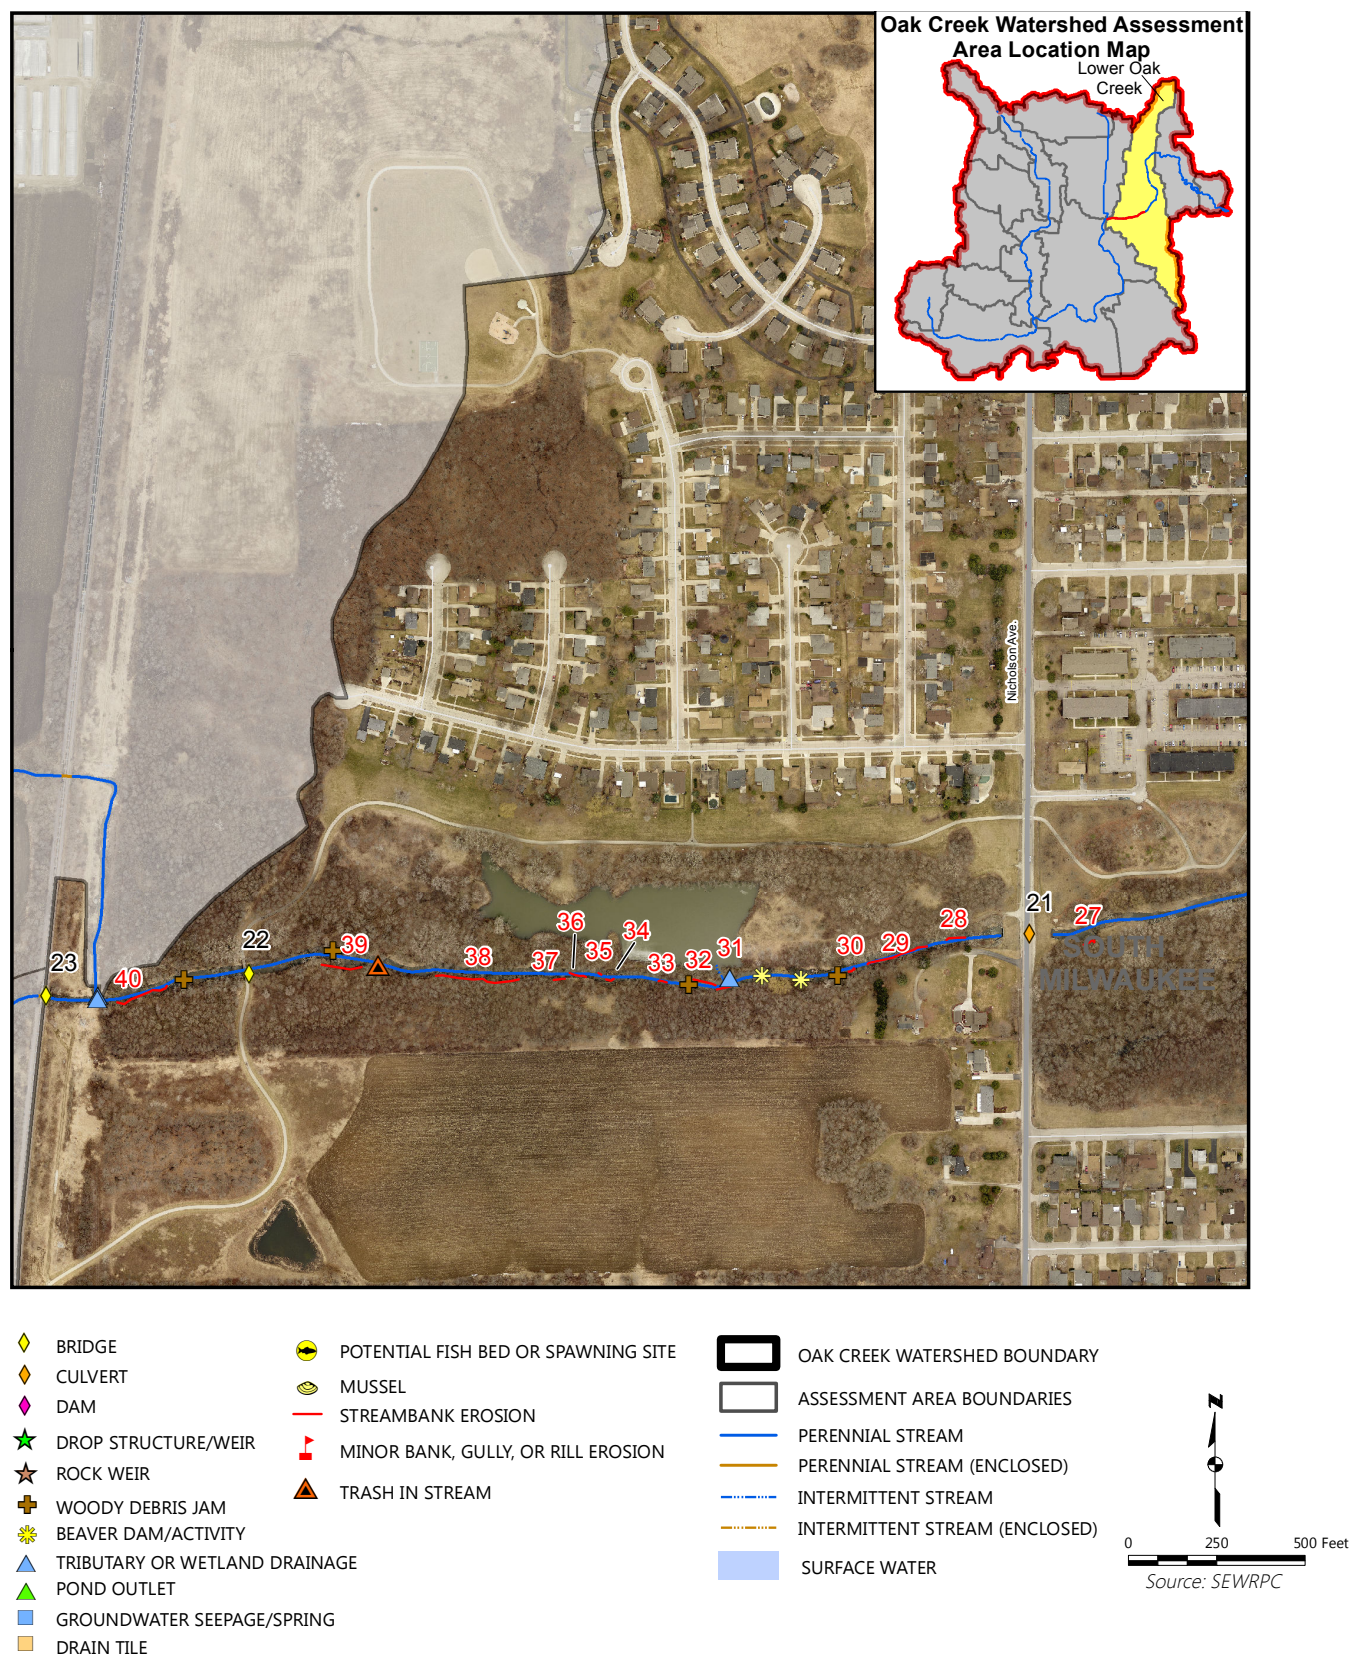 Oak Creek Watershed Assessment
Area Location Map
Lower Oak
Creek
Nicholson Ave.
21
28
27
SOUTH
MILWAUKEE
22
39
36
34
31
30
29
23
38
37
35
33
32
40
BRIDGE
CULVERT
DAM
DROP STRUCTURE/WEIR
ROCK WEIR
WOODY DEBRIS JAM
BEAVER DAM/ACTIVITY
TRIBUTARY OR WETLAND DRAINAGE
POND OUTLET
GROUNDWATER SEEPAGE/SPRING
DRAIN TILE
POTENTIAL FISH BED OR SPAWNING SITE
MUSSEL
STREAMBANK EROSION
MINOR BANK, GULLY, OR RILL EROSION
TRASH IN STREAM
OAK CREEK WATERSHED BOUNDARY
ASSESSMENT AREA BOUNDARIES
PERENNIAL STREAM
PERENNIAL STREAM (ENCLOSED)
INTERMITTENT STREAM
INTERMITTENT STREAM (ENCLOSED)
SURFACE WATER
N
0 250 500 Feet
Source: SEWRPC